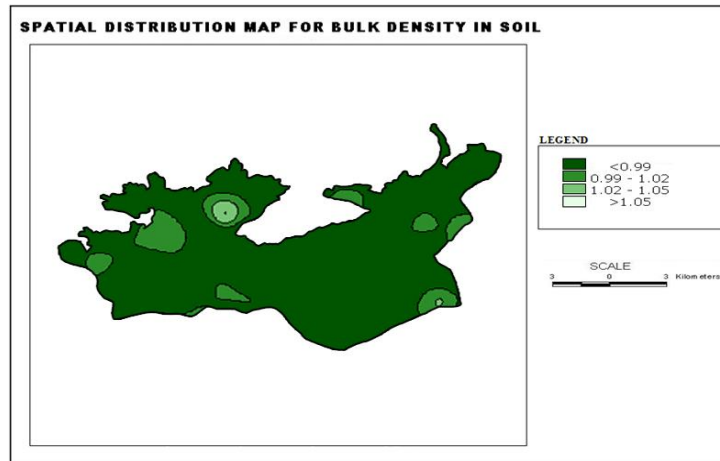 SPATIAL DISTRIBUTION MAP FOR BULK DENSITY IN SOIL
LEGEND
<0.99
0.99 - 1.02
1.02 - 1.05
>1.05
SCALE
3 0 3 Kilometers